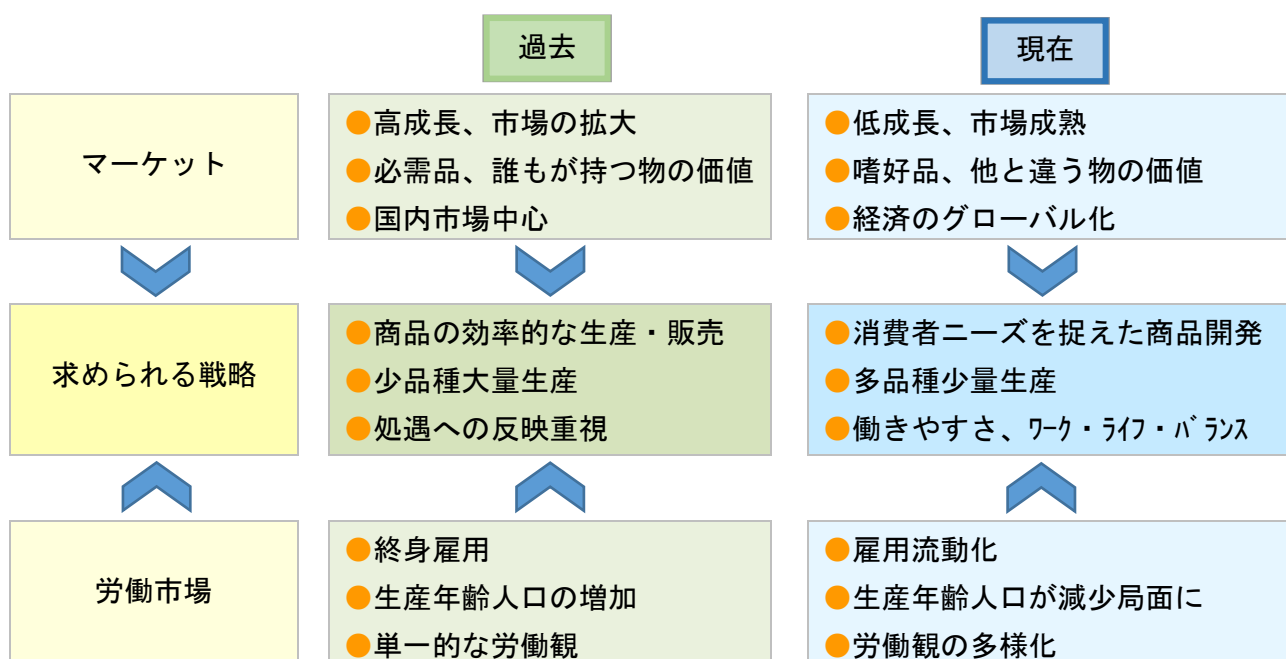 過去
現在
マーケット
●高成長、市場の拡大
●必需品、誰もが持つ物の価値
●国内市場中心
●低成長、市場成熟
●嗜好品、他と違う物の価値
●経済のグローバル化
求められる戦略
●商品の効率的な生産・販売
●少品種大量生産
●処遇への反映重視
●消費者ニーズを捉えた商品開発
●多品種少量生産
●働きやすさ、ﾜｰｸ・ﾗｲﾌ・ﾊﾞﾗﾝｽ
労働市場
●終身雇用
●生産年齢人口の増加
●単一的な労働観
●雇用流動化
●生産年齢人口が減少局面に
●労働観の多様化